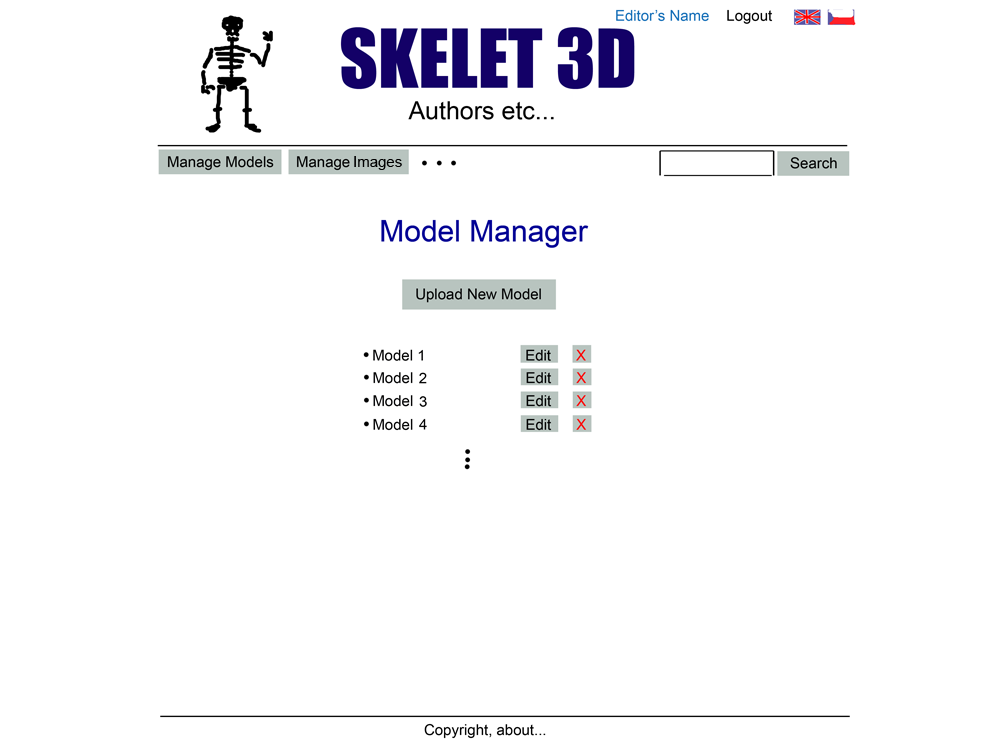 Editor's Name Logout
SKELET 3D
Authors etc...
Manage Models Manage Images • • • Search
Model Manager
Upload New Model
• Model 1 Edit X
• Model 2 Edit X
• Model 3 Edit X
• Model 4 Edit X
Copyright, about...